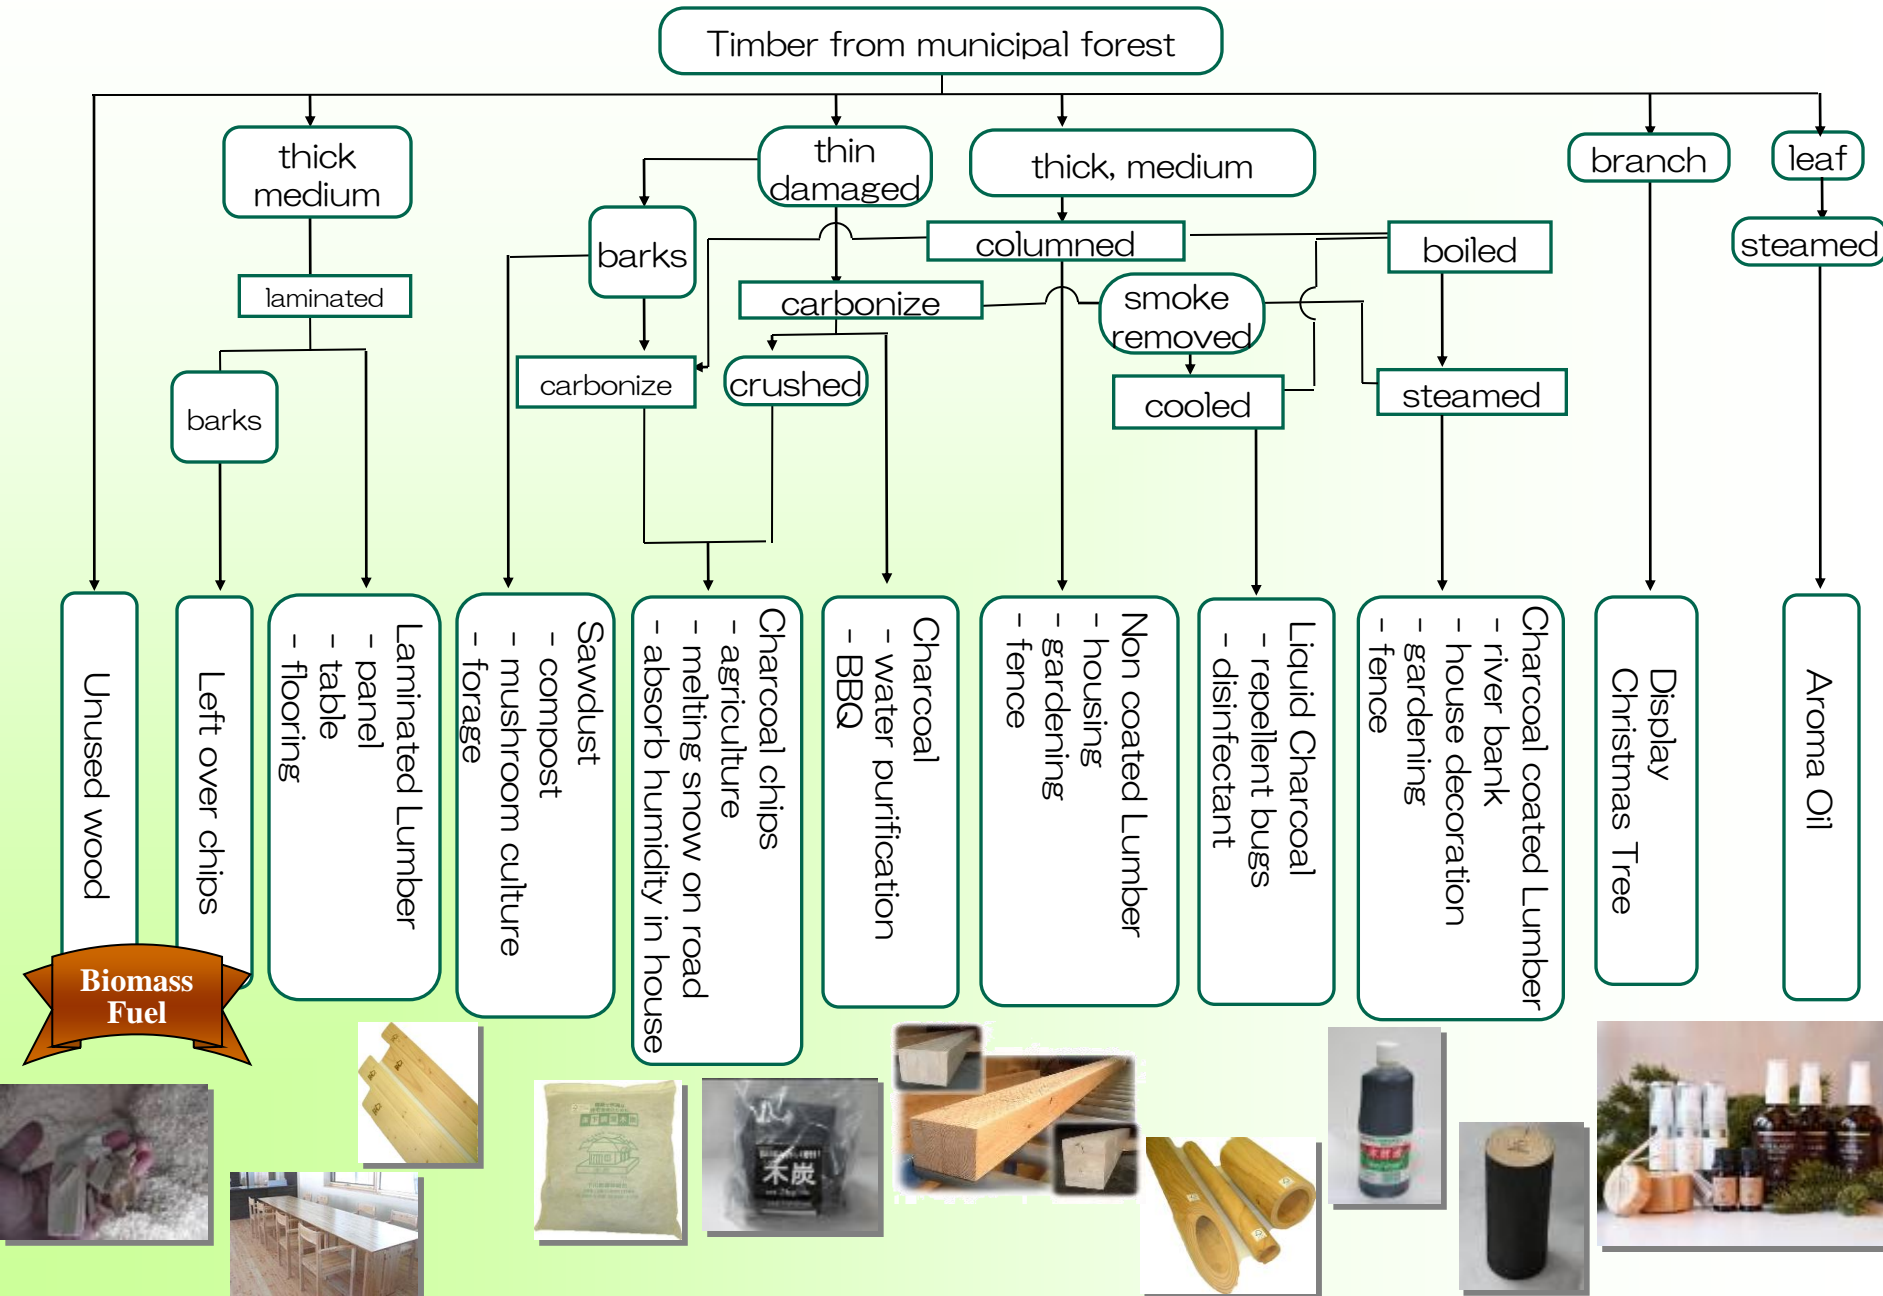 Timber from municipal forest
thick
medium
thin
damaged
thick, medium
branch
leaf
barks
columned
boiled
steamed
laminated
carbonize
smoke
removed
carbonize
crushed
cooled
steamed
barks
Unused wood
Left over chips
Laminated Lumber
- panel
- table
- flooring
Sawdust
- compost
- mushroom culture
- forage
Charcoal chips
- agriculture
- melting snow on road
- absorb humidity in house
Charcoal
- water purification
- BBQ
Non coated Lumber
- housing
- gardening
- fence
Liquid Charcoal
- repellent bugs
- disinfectant
Charcoal coated Lumber
- river bank
- house decoration
- gardening
- fence
Display
Christmas Tree
Aroma Oil
Biomass
Fuel
木炭